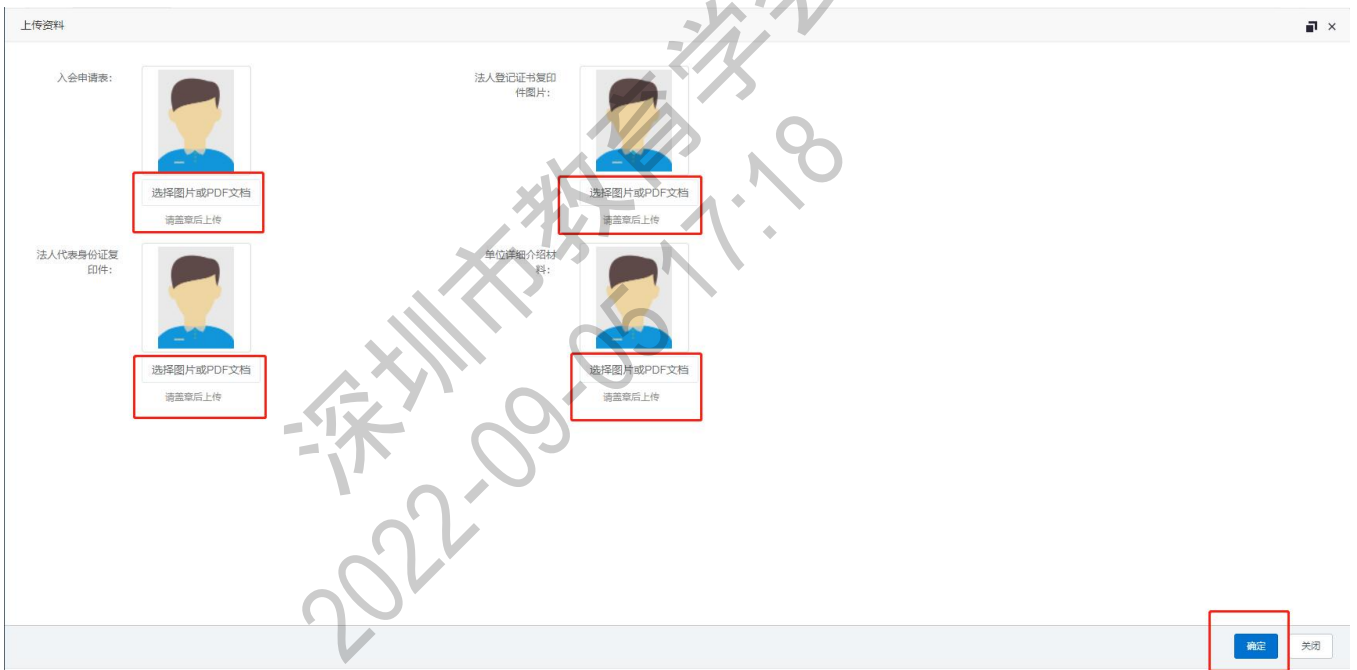 上传资料
入会申请表：
法人登记证书复印
件图片：
选择图片或PDF文档
选择图片或PDF文档
请盖章后上传
请盖章后上传
法人代表身份证复
印件：
单位详细介绍材
料：
选择图片或PDF文档
选择图片或PDF文档
请盖章后上传
请盖章后上传
确定
关闭
深圳市教育学会
2022-09-05 17:18